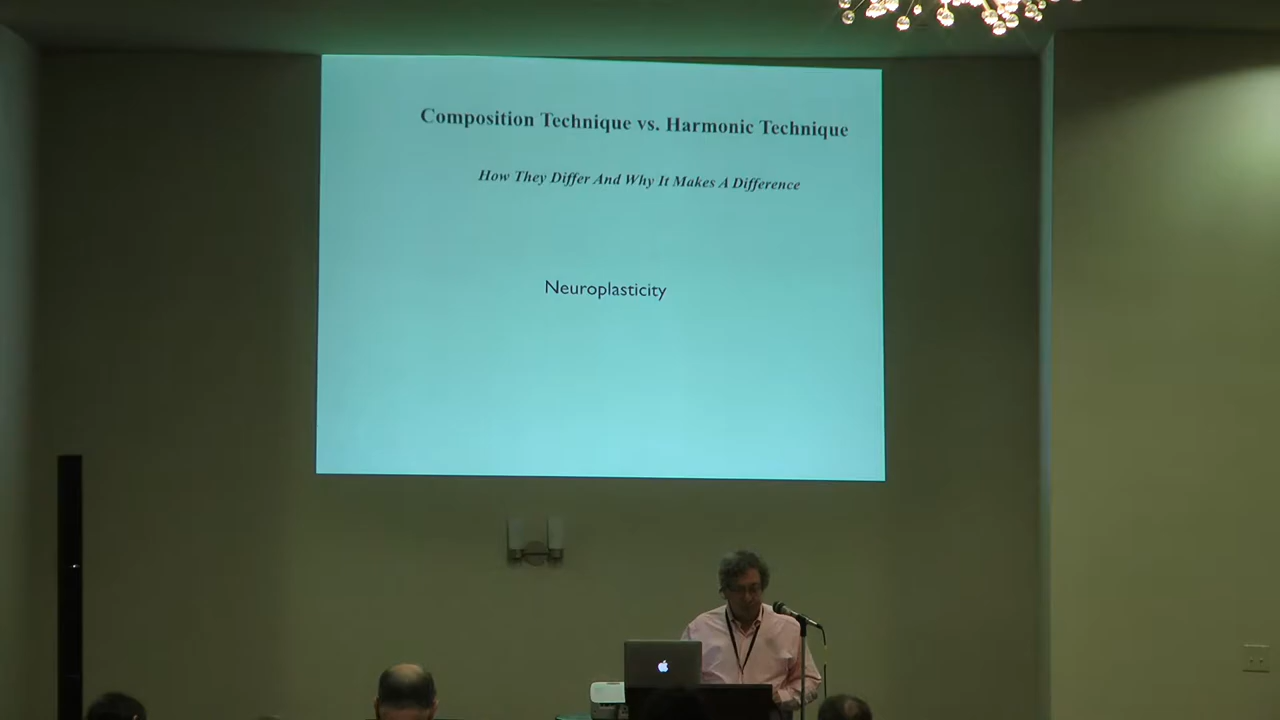 Composition Technique vs. Harmonic Technique
How They Differ And Why It Makes A Difference
Neuroplasticity